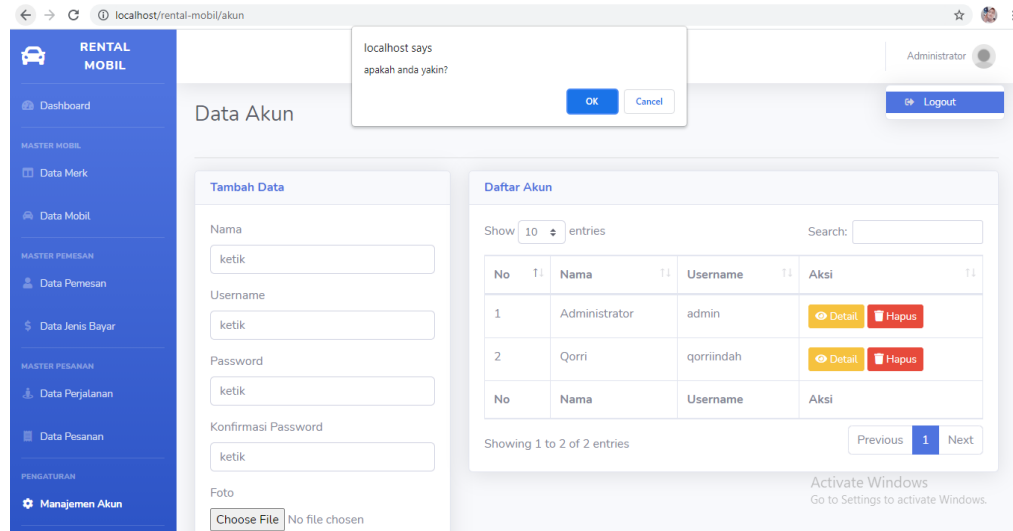 localhost/rental-mobil/akun
RENTAL
MOBIL
Dashboard
MASTER MOBIL
Data Merk
Data Mobil
MASTER PEMESAN
Data Pemesan
Data Jenis Bayar
MASTER PESANAN
Data Perjalanan
Data Pesanan
PENGATURAN
Manajemen Akun
localhost says
apakah anda yakin?
OK Cancel
Administrator
Logout
Data Akun
Tambah Data
Nama
ketik
Username
ketik
Password
ketik
Konfirmasi Password
ketik
Foto
Choose File No file chosen
Daftar Akun
Show 10 entries Search:
No Nama Username Aksi
1 Administrator admin Detail Hapus
2 Qorri qorriindah Detail Hapus
No Nama Username Aksi
Showing 1 to 2 of 2 entries Previous 1 Next
Activate Windows
Go to Settings to activate Windows.